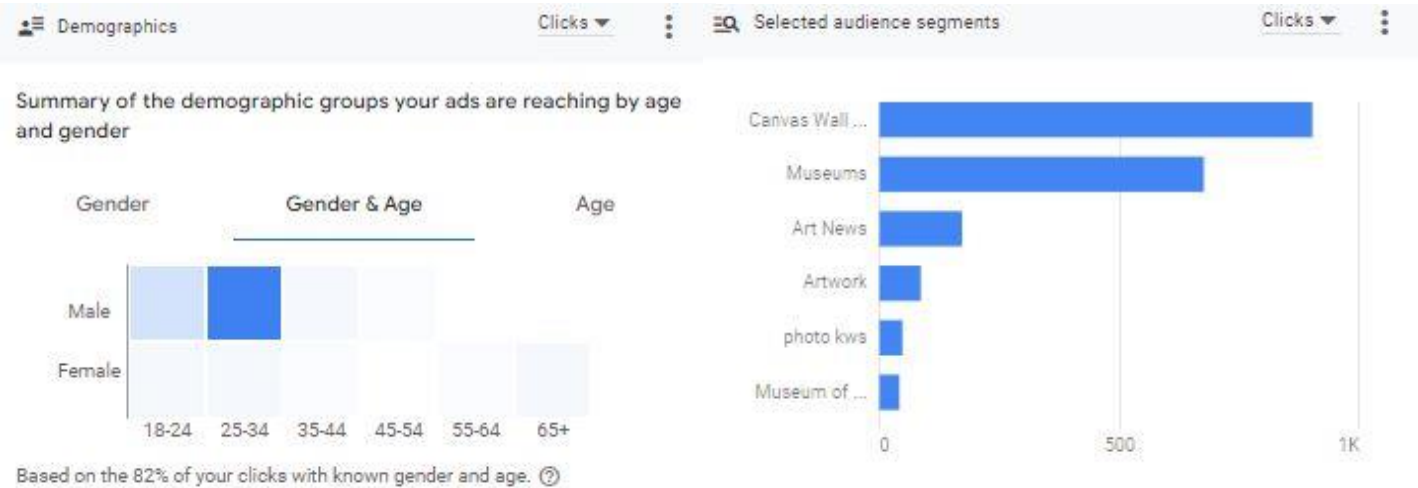 Demographics
Clicks
Summary of the demographic groups your ads are reaching by age
and gender
Gender
Gender & Age
Age
Male
Female
18-24 25-34 35-44 45-54 55-64 65+
Based on the 82% of your clicks with known gender and age.
Selected audience segments
Clicks
Canvas Wall ...
Museums
Art News
Artwork
photo kws
Museum of ...
0 500 1K